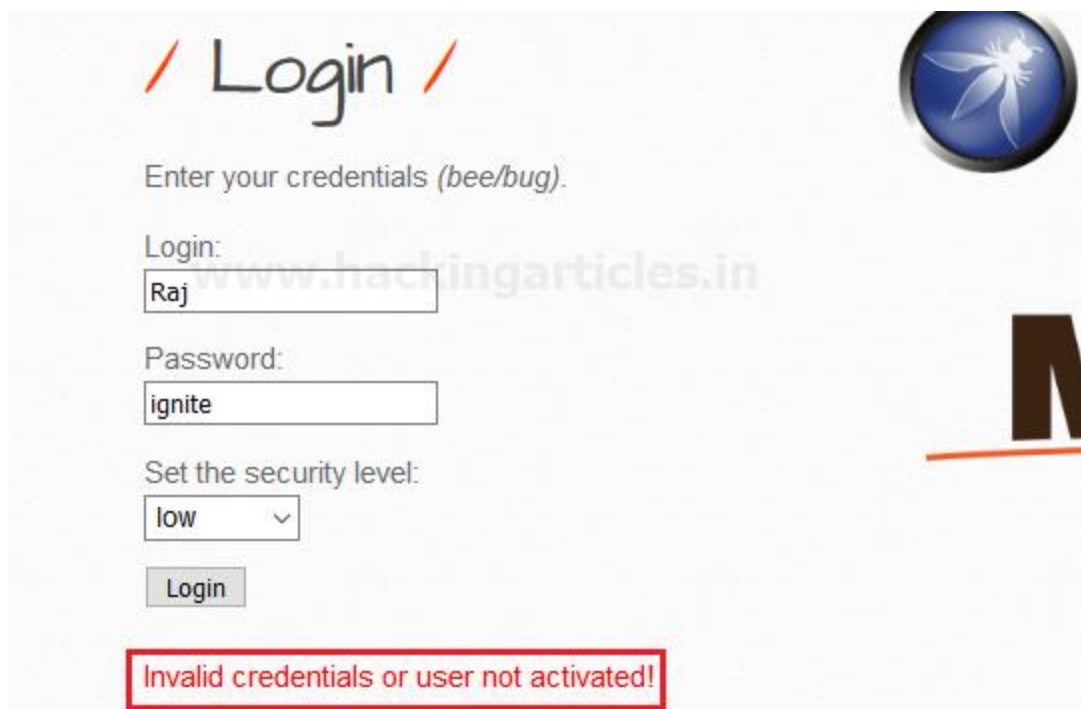 / Login /
Enter your credentials (bee/bug).
Login:
www.hackingarticles.in
Raj
Password:
ignite
Set the security level:
low
Login
Invalid credentials or user not activated!
M